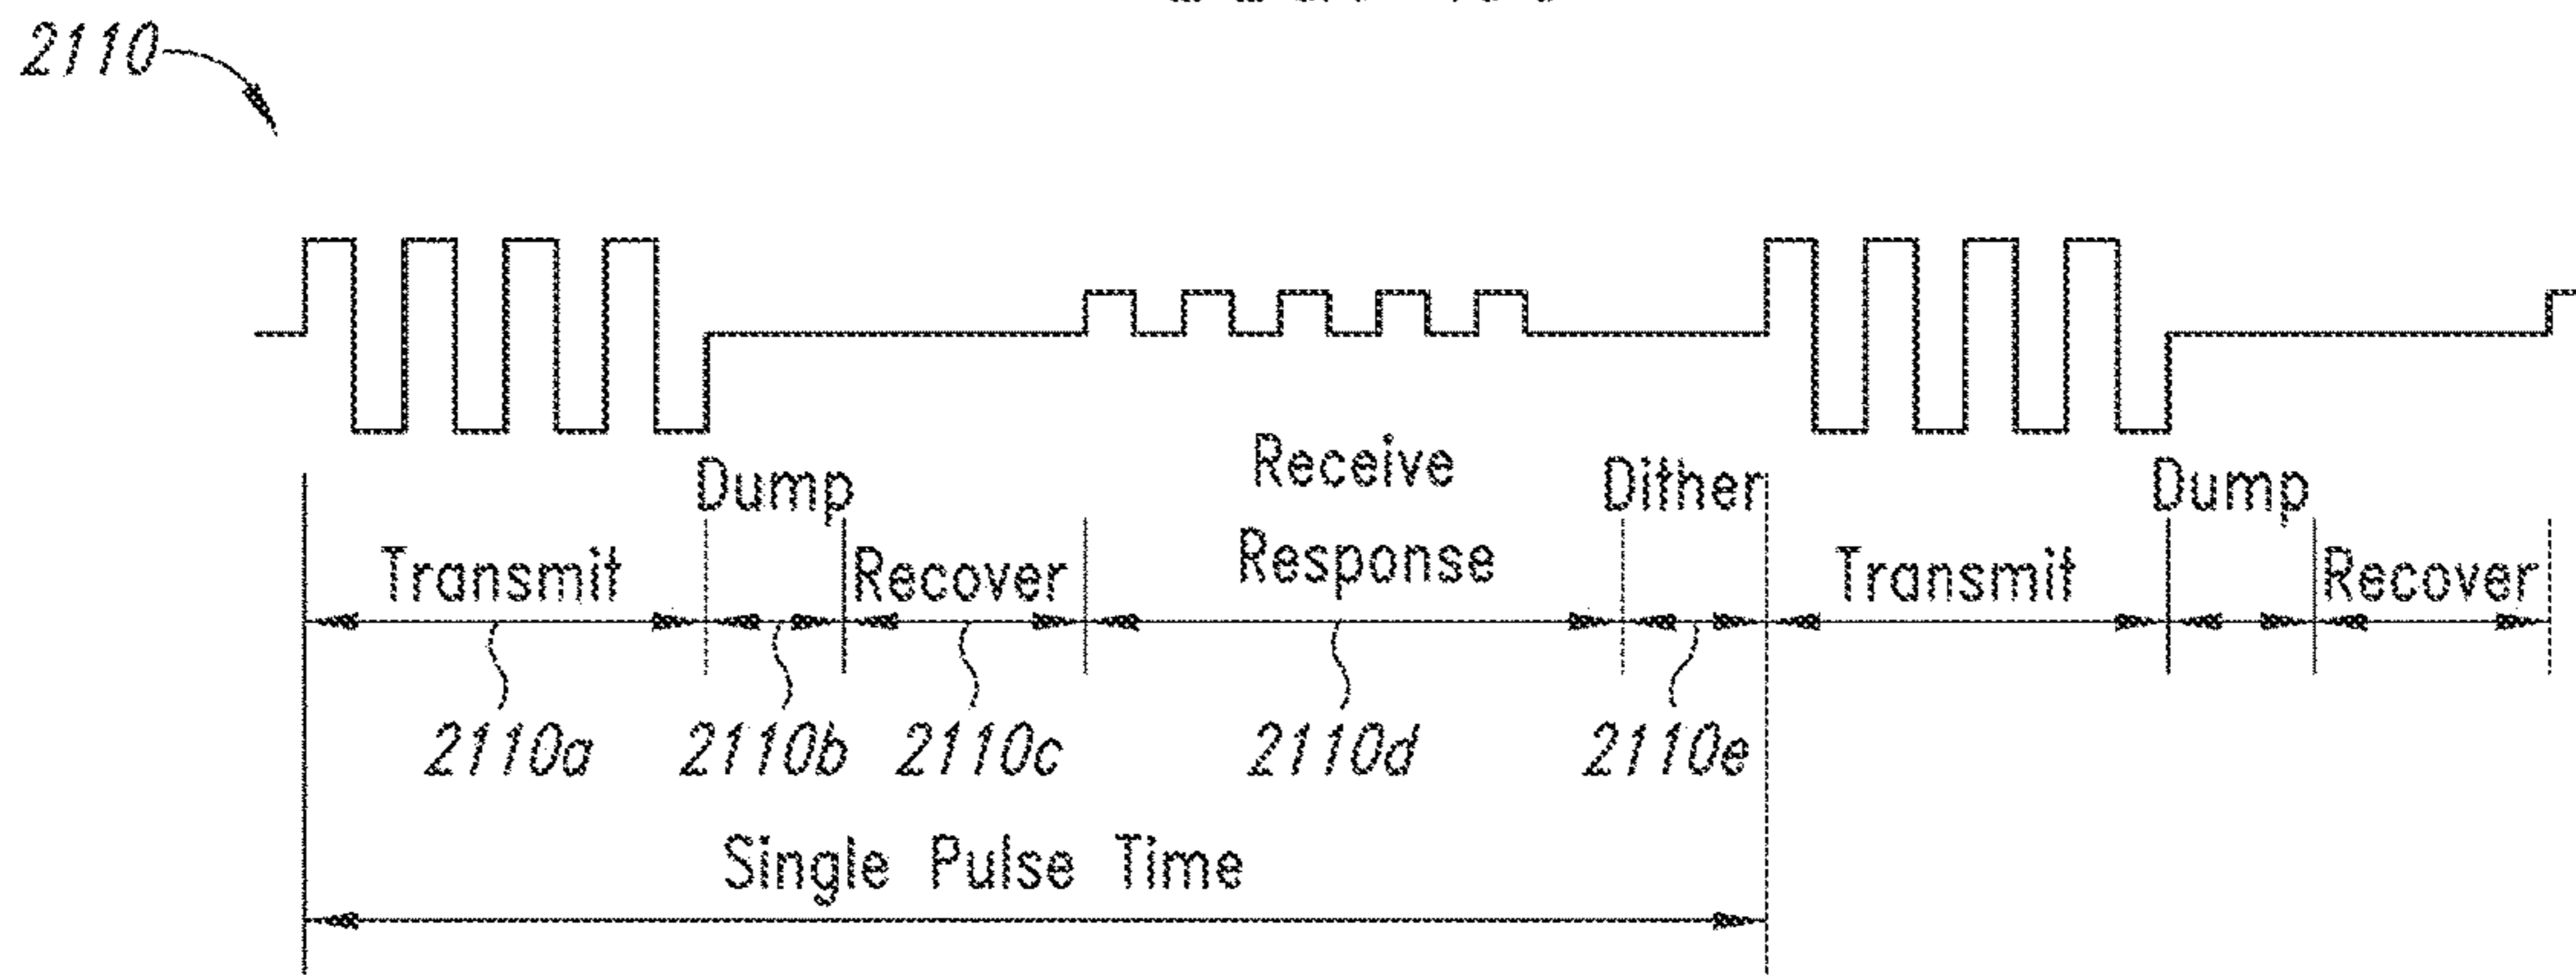 2110
Receive
Dump Dither Dump
Transmit Recover Response Transmit Recover
2110a 2110b 2110c 2110d 2110e
Single Pulse Time